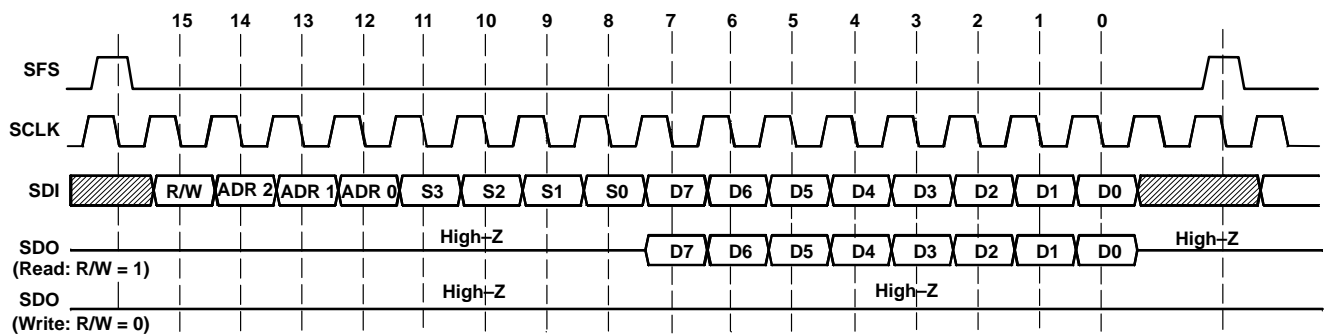 15 14 13 12 11 10 9 8 7 6 5 4 3 2 1 0
SFS
SCLK
SDI R/W ADR 2 ADR 1 ADR 0 S3 S2 S1 S0 D7 D6 D5 D4 D3 D2 D1 D0
High–Z High–Z
SDO D7 D6 D5 D4 D3 D2 D1 D0
(Read: R/W = 1)
SDO High–Z High–Z
(Write: R/W = 0)